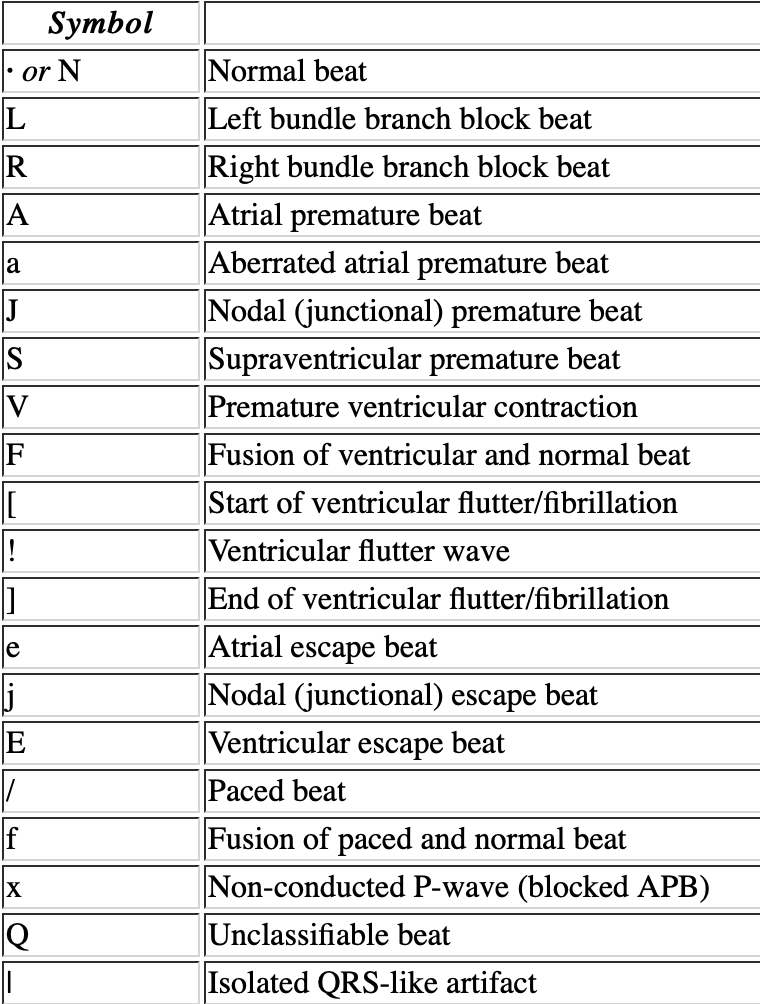 Symbol
· or N Normal beat
L Left bundle branch block beat
R Right bundle branch block beat
A Atrial premature beat
a Aberrated atrial premature beat
J Nodal (junctional) premature beat
S Supraventricular premature beat
V Premature ventricular contraction
F Fusion of ventricular and normal beat
[ Start of ventricular flutter/fibrillation
! Ventricular flutter wave
] End of ventricular flutter/fibrillation
e Atrial escape beat
j Nodal (junctional) escape beat
E Ventricular escape beat
/ Paced beat
f Fusion of paced and normal beat
x Non-conducted P-wave (blocked APB)
Q Unclassifiable beat
| Isolated QRS-like artifact